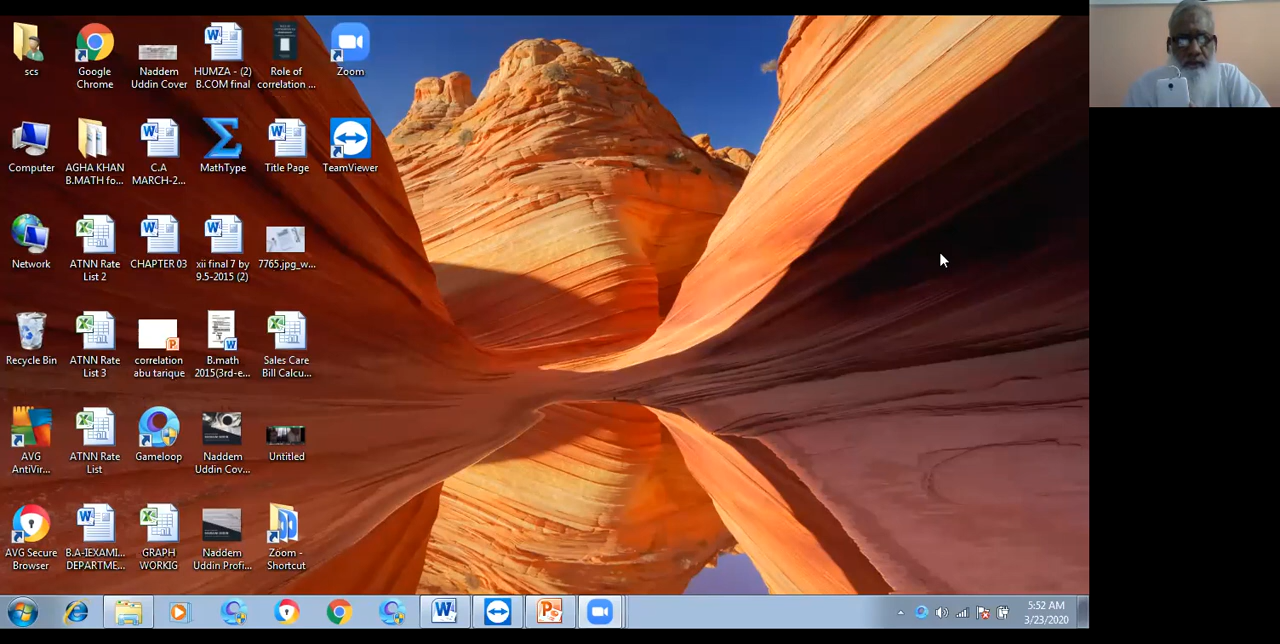 scs
Google
Chrome
Naddem
Uddin Cover
HUMZA - (2)
B.COM final
Role of
correlation ...
Zoom
Computer
AGHA KHAN
B.MATH fo...
C.A
MARCH-2...
MathType
Title Page
TeamViewer
Network
ATNN Rate
List 2
CHAPTER 03
xii final 7 by
9.5-2015 (2)
7765.jpg_w...
Recycle Bin
ATNN Rate
List 3
correlation
abu tarique
B.math
2015(3rd-e...
Sales Care
Bill Calcu...
AVG
AntiVir...
ATNN Rate
List
Gameloop
Naddem
Uddin Cov...
Untitled
AVG Secure
Browser
B.A-IEXAMI...
DEPARTME...
GRAPH
WORKIG
Naddem
Uddin Profi...
Zoom -
Shortcut
5:52 AM
3/23/2020